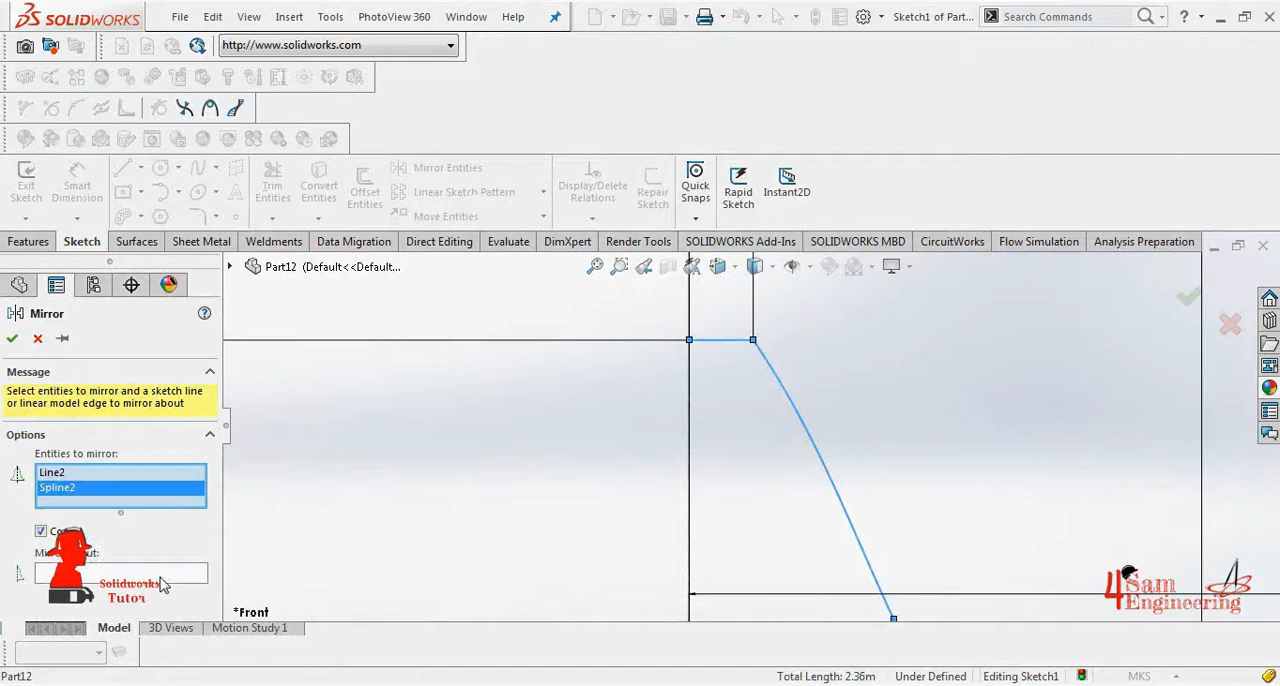 SOLIDWORKS
File Edit View Insert Tools PhotoView 360 Window Help
Sketch1 of Part...
Search Commands
?
http://www.solidworks.com
Exit Sketch
Smart Dimension
Trim Entities
Convert Entities
Offset Entities
Mirror Entities
Linear Sketch Pattern
Move Entities
Display/Delete Relations
Repair Sketch
Quick Snaps
Rapid Sketch
Instant2D
Features Sketch Surfaces Sheet Metal Weldments Data Migration Direct Editing Evaluate DimXpert Render Tools SOLIDWORKS Add-Ins SOLIDWORKS MBD CircuitWorks Flow Simulation Analysis Preparation
Part12 (Default<<Default...
Mirror
?
Message
Select entities to mirror and a sketch line
or linear model edge to mirror about
Options
Entities to mirror:
Line2
Spline2
Solidworks
Tutor
4Sam
Engineering
*Front
Model 3D Views Motion Study 1
Part12
Total Length: 2.36m Under Defined Editing Sketch1 MKS